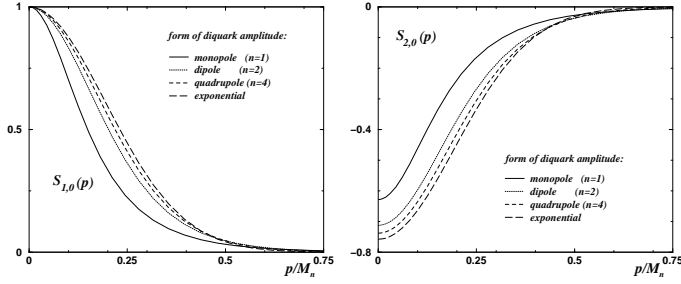 1
0.5
0
0
0.25
0.5
0.75
p/Mₙ
S₁,₀(p)
form of diquark amplitude:
monopole (n=1)
dipole (n=2)
quadrupole (n=4)
exponential
0
−0.4
−0.8
0
0.25
0.5
0.75
p/Mₙ
S₂,₀(p)
form of diquark amplitude:
monopole (n=1)
dipole (n=2)
quadrupole (n=4)
exponential